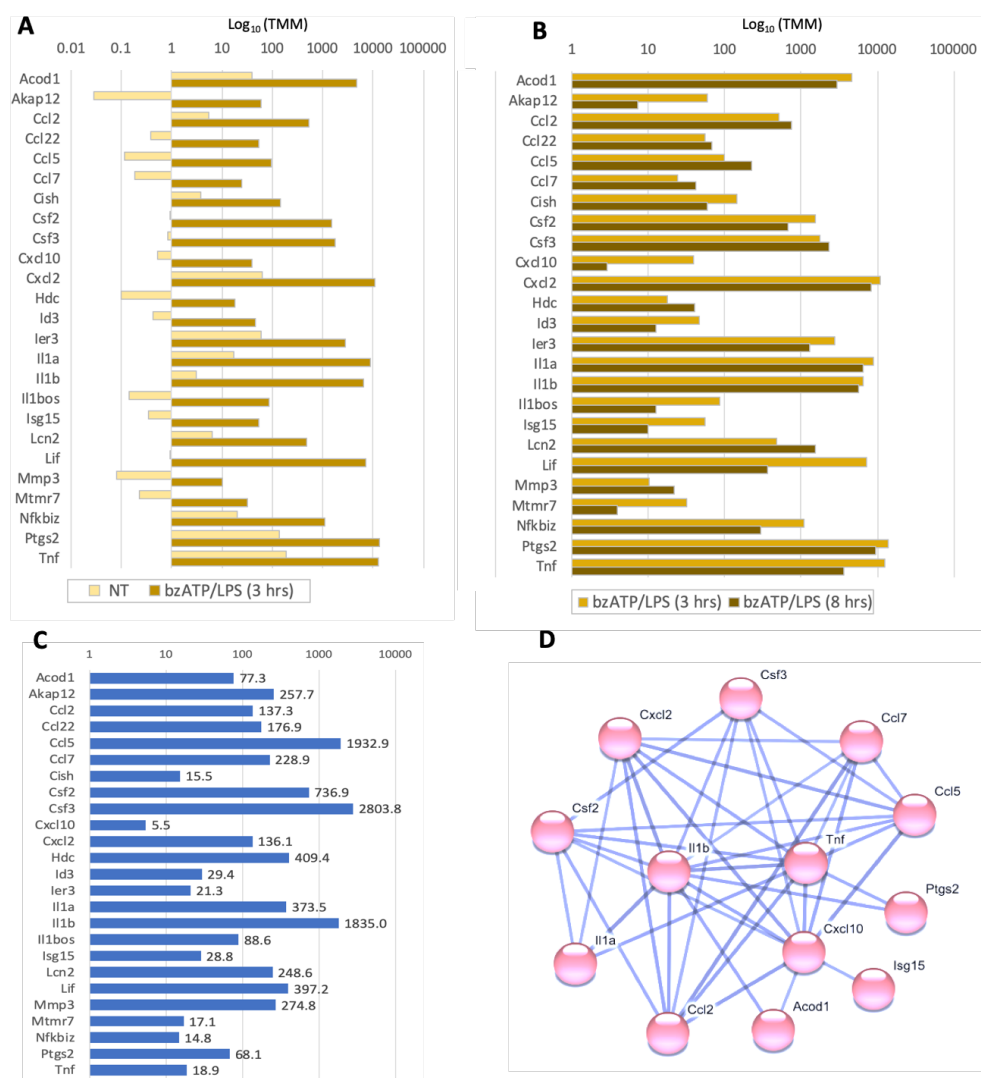 A
Log10 (TMM)
0.01 0.1 1 10 100 1000 10000 100000
Acod1
Akap12
Ccl2
Ccl22
Ccl5
Ccl7
Cish
Csf2
Csf3
Cxcl10
Cxcl2
Hdc
Id3
Ier3
Il1a
Il1b
Il1bos
Isg15
Lcn2
Lif
Mmp3
Mtmr7
Nfkbiz
Ptgs2
Tnf
NT bzATP/LPS (3 hrs)
B
Log10 (TMM)
1 10 100 1000 10000 100000
Acod1
Akap12
Ccl2
Ccl22
Ccl5
Ccl7
Cish
Csf2
Csf3
Cxcl10
Cxcl2
Hdc
Id3
Ier3
Il1a
Il1b
Il1bos
Isg15
Lcn2
Lif
Mmp3
Mtmr7
Nfkbiz
Ptgs2
Tnf
bzATP/LPS (3 hrs) bzATP/LPS (8 hrs)
C
1 10 100 1000 10000
Acod1 77.3
Akap12 257.7
Ccl2 137.3
Ccl22 176.9
Ccl5 1932.9
Ccl7 228.9
Cish 15.5
Csf2 736.9
Csf3 2803.8
Cxcl10 5.5
Cxcl2 136.1
Hdc 409.4
Id3 29.4
Ier3 21.3
Il1a 373.5
Il1b 1835.0
Il1bos 88.6
Isg15 28.8
Lcn2 248.6
Lif 397.2
Mmp3 274.8
Mtmr7 17.1
Nfkbiz 14.8
Ptgs2 68.1
Tnf 18.9
D
Csf3
Cxcl2
Ccl7
Ccl5
Csf2
Tnf
Il1b
Ptgs2
Cxcl10
Il1a
Isg15
Ccl2
Acod1